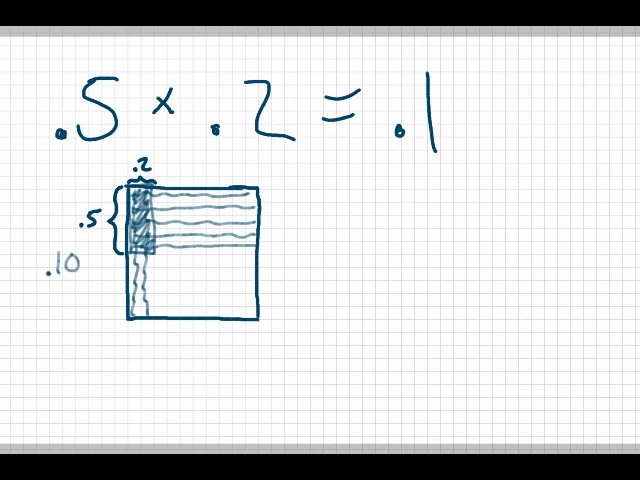 .5 x .2 = .1
.2
.5
.10